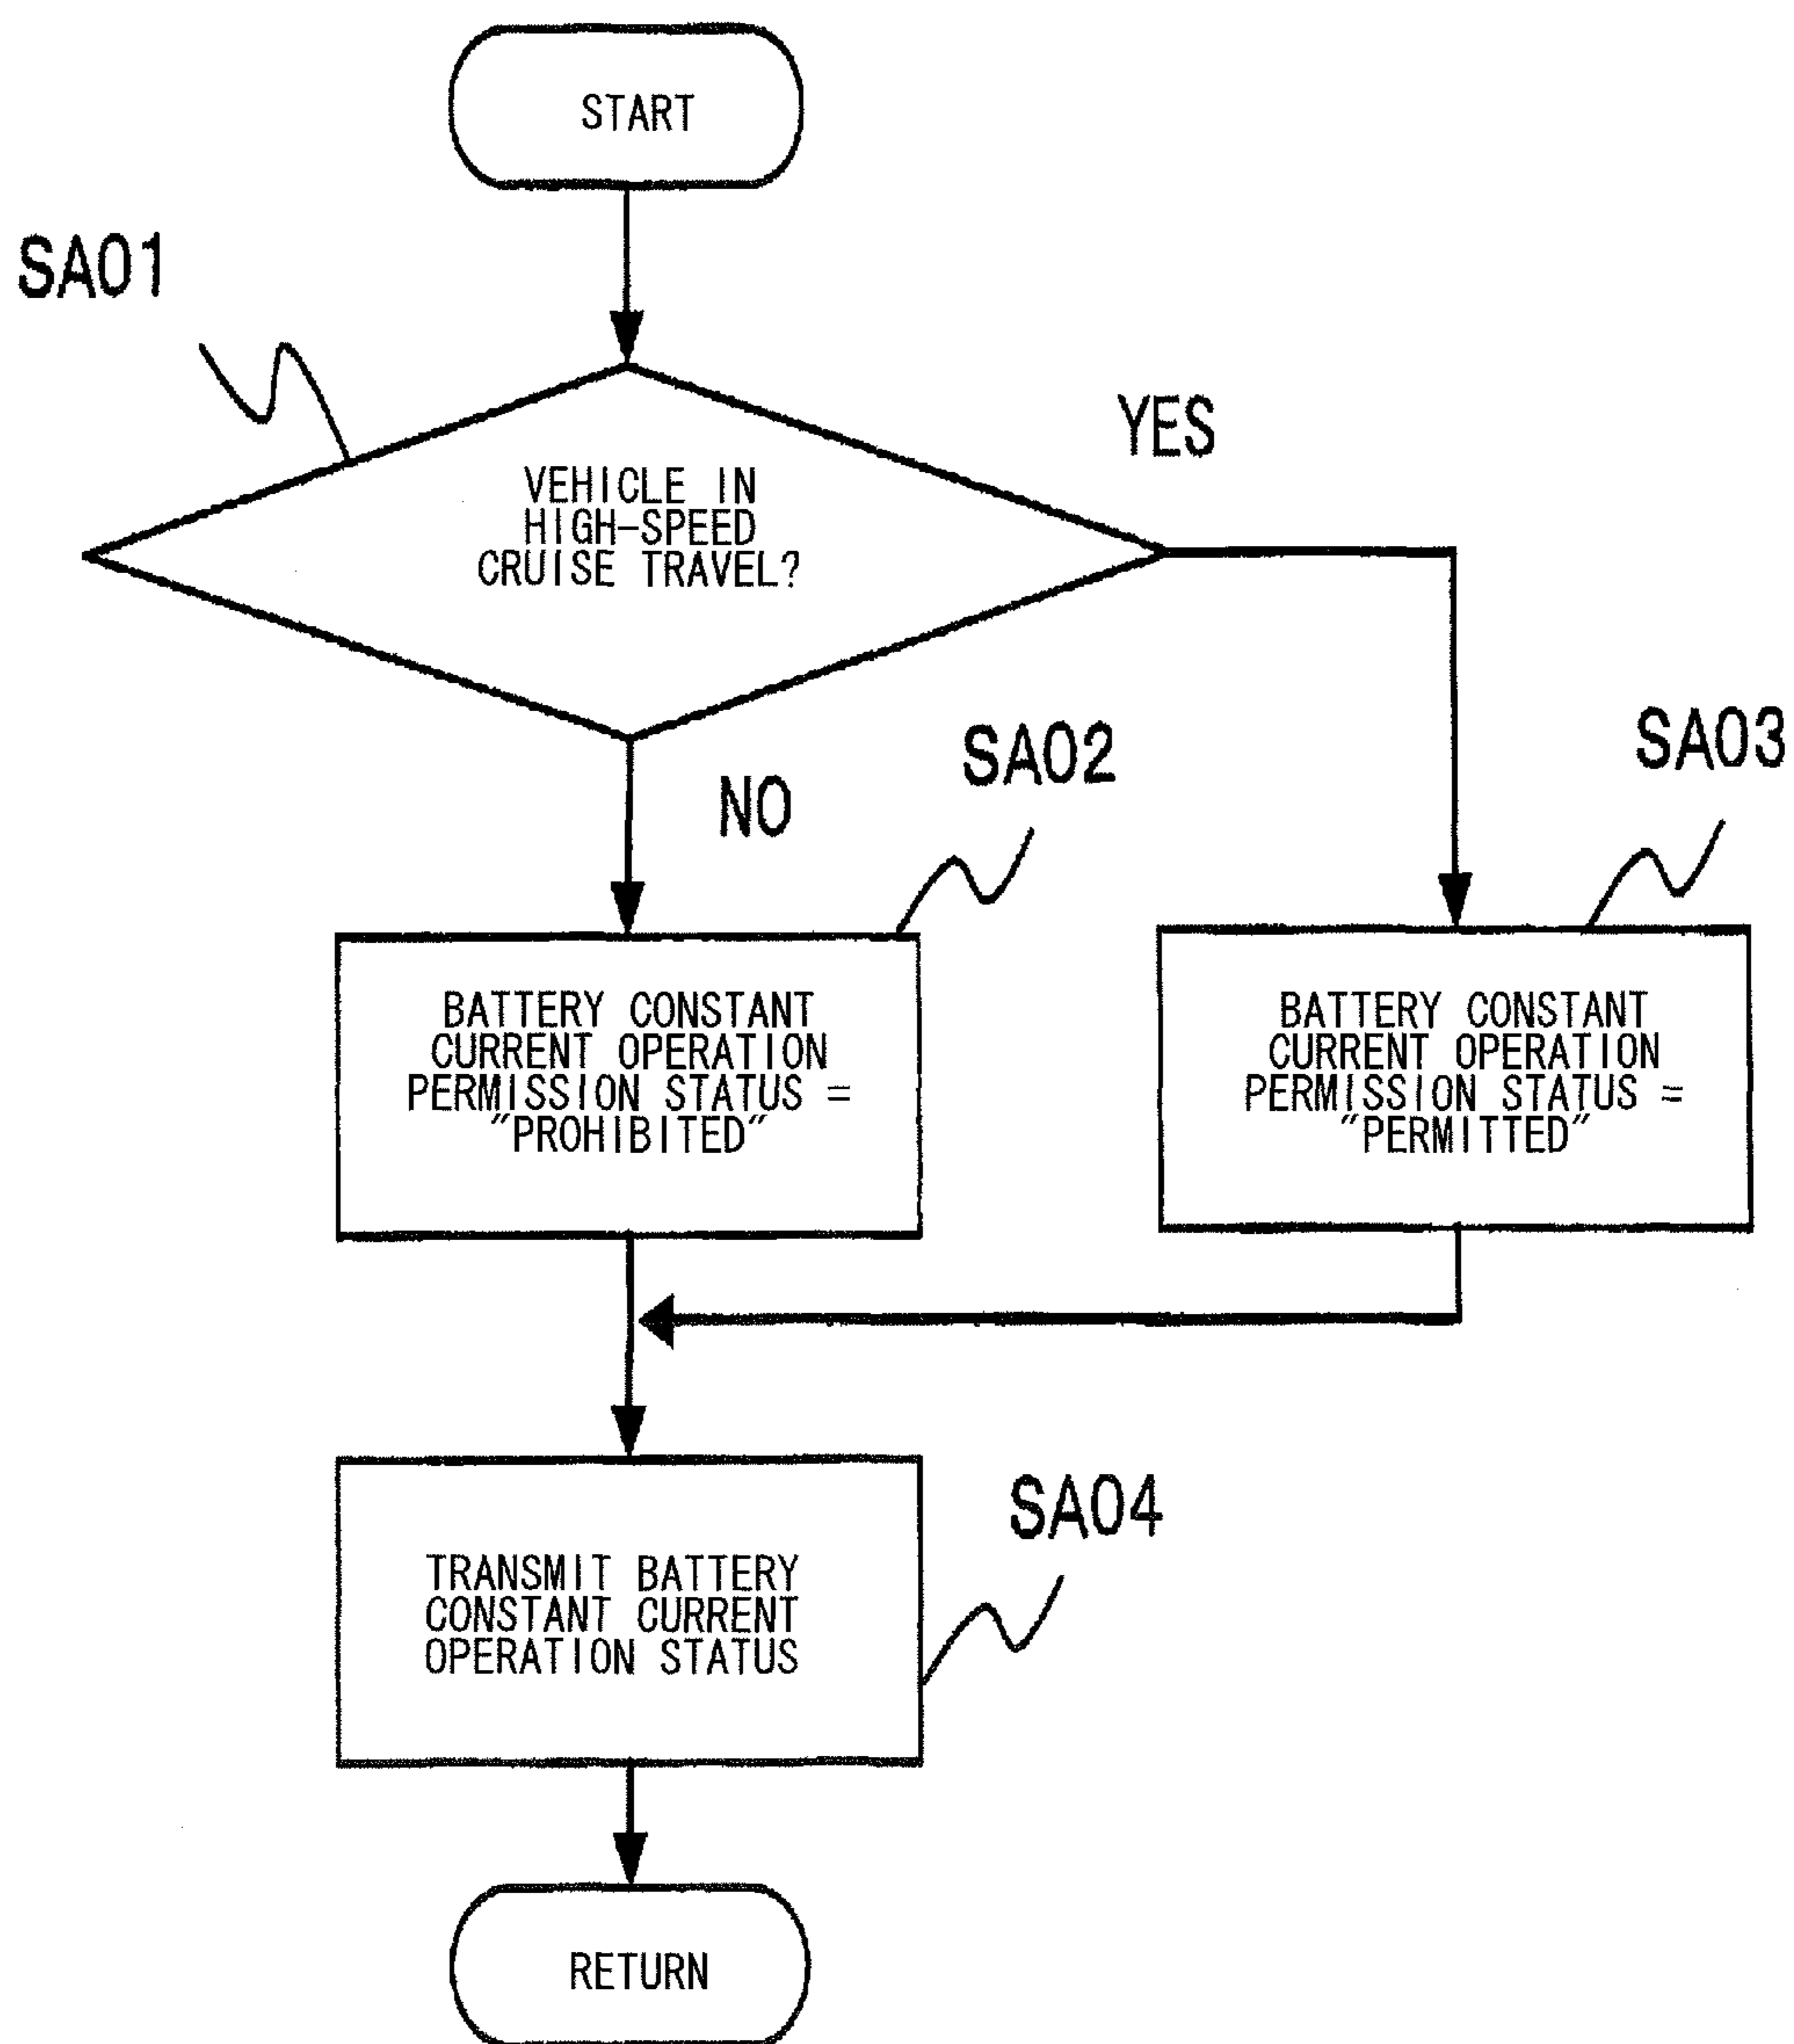 START
SA01
YES
VEHICLE IN
HIGH-SPEED
CRUISE TRAVEL?
NO
SA02
SA03
BATTERY CONSTANT
CURRENT OPERATION
PERMISSION STATUS =
"PROHIBITED"
BATTERY CONSTANT
CURRENT OPERATION
PERMISSION STATUS =
"PERMITTED"
SA04
TRANSMIT BATTERY
CONSTANT CURRENT
OPERATION STATUS
RETURN